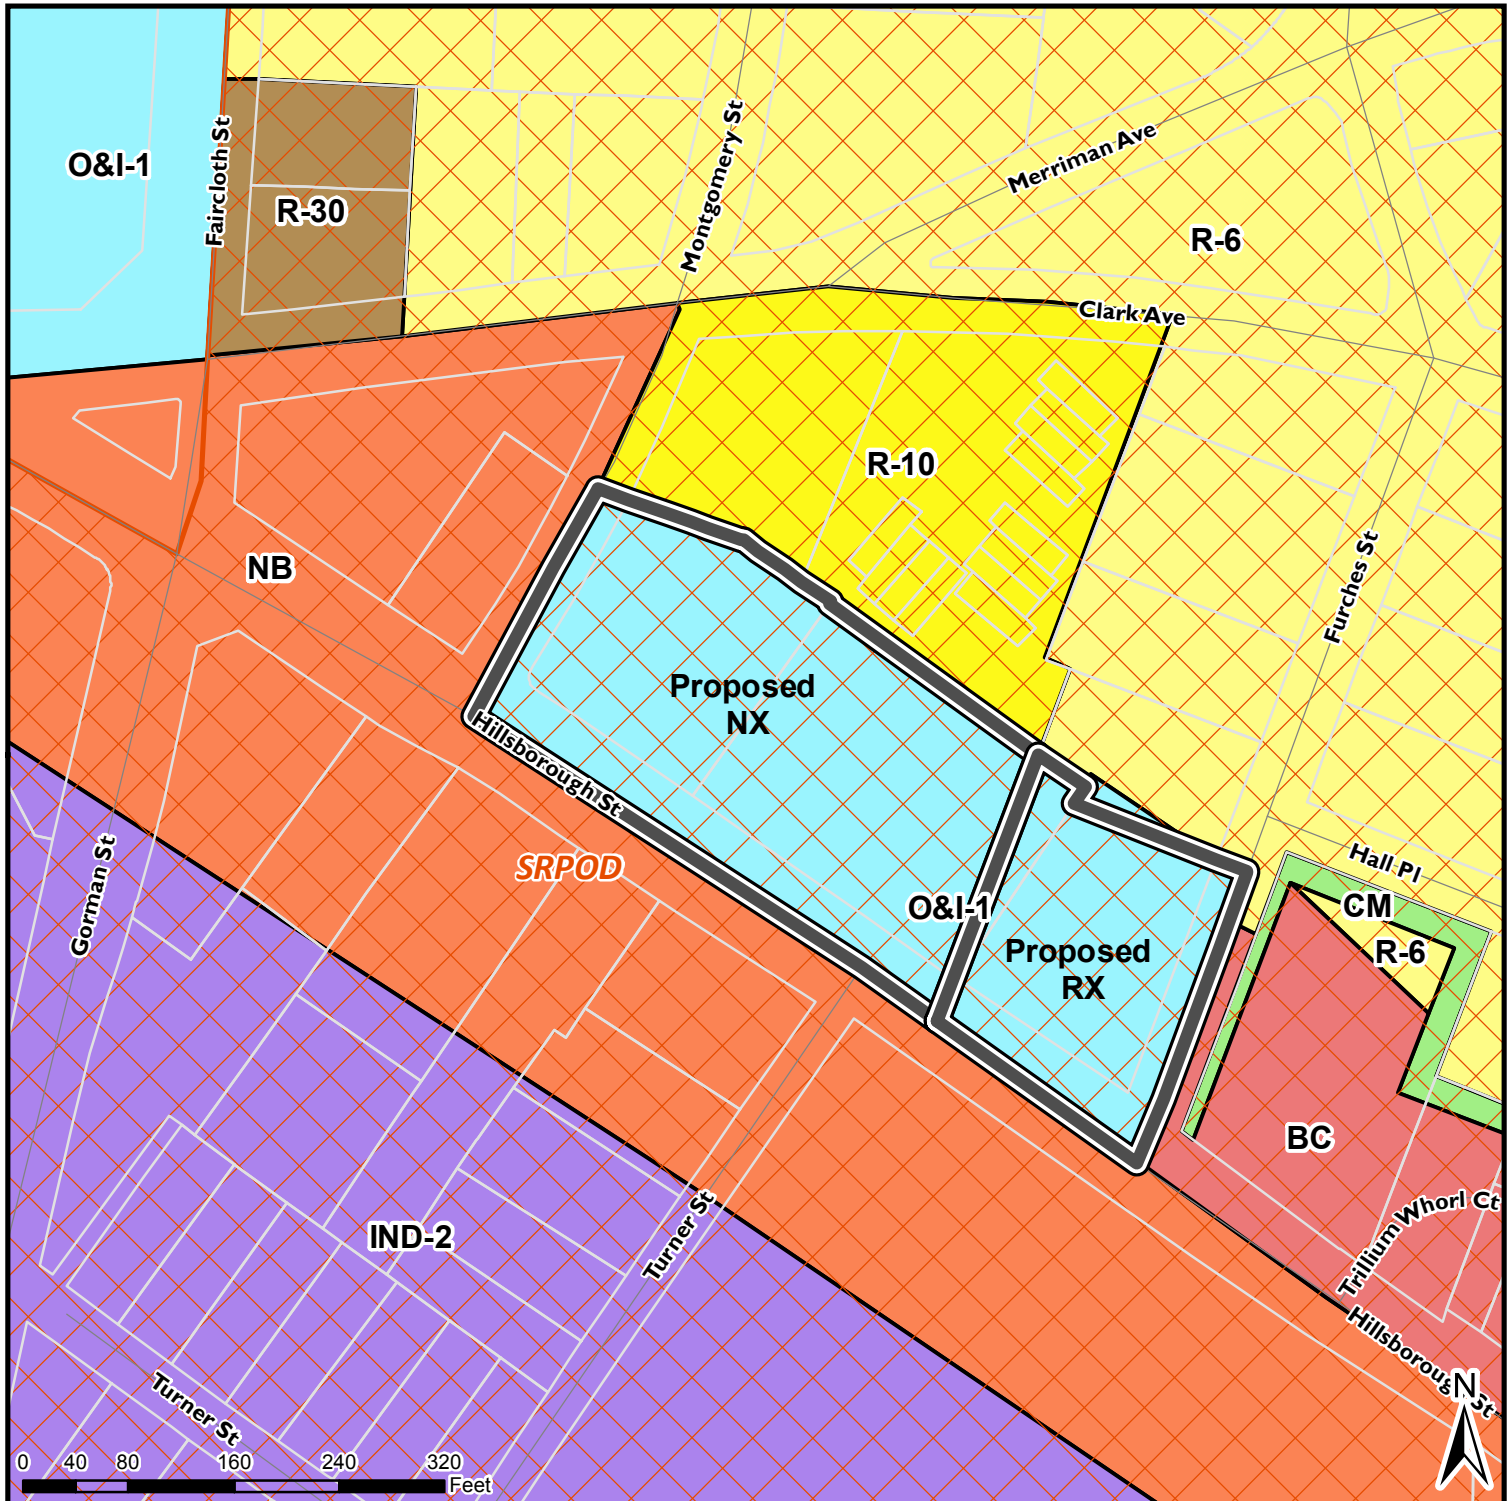 O&I-1
Faircloth St
R-30
Montgomery St
Merriman Ave
R-6
Clark Ave
R-10
NB
Furches St
Proposed
NX
Hillsborough St
SRPOD
Gorman St
O&I-1
Proposed
RX
Hall Pl
CM
R-6
BC
IND-2
Turner St
Trillium Whorl Ct
Hillsborough St
Turner St
N
0 40 80 160 240 320
Feet